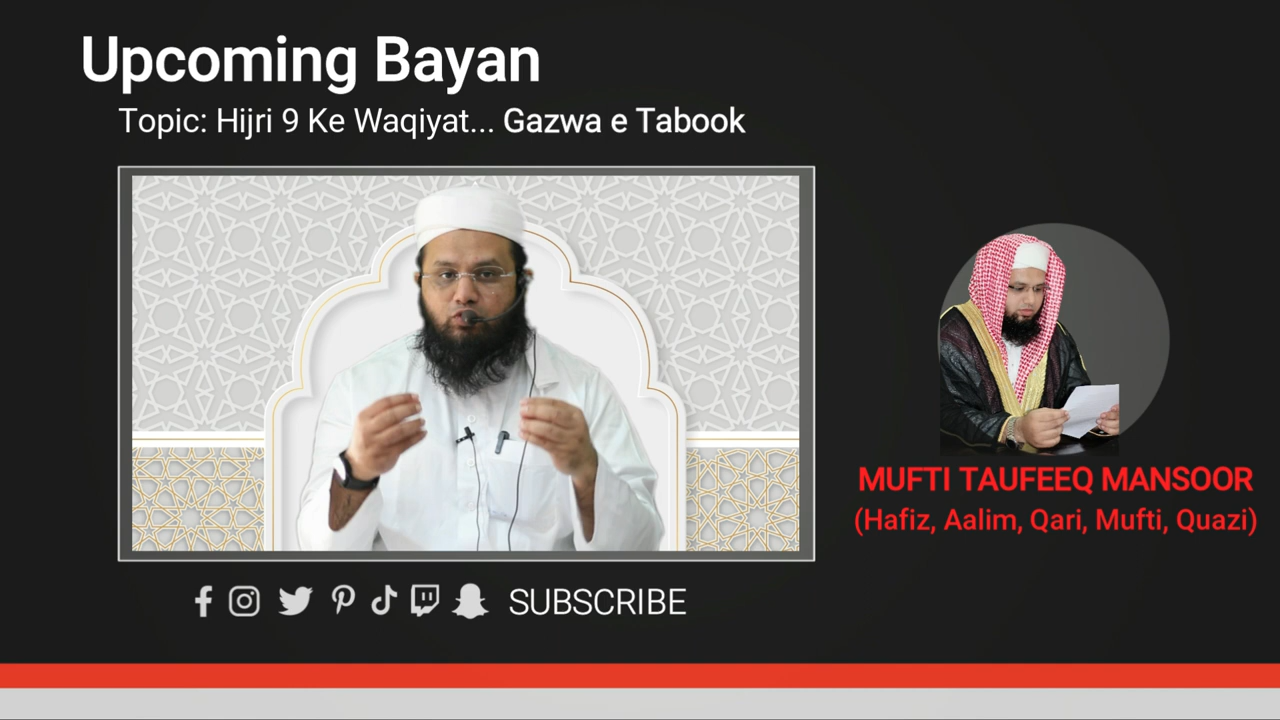 Upcoming Bayan
Topic: Hijri 9 Ke Waqiyat... Gazwa e Tabook
MUFTI TAUFEEQ MANSOOR
(Hafiz, Aalim, Qari, Mufti, Quazi)
SUBSCRIBE